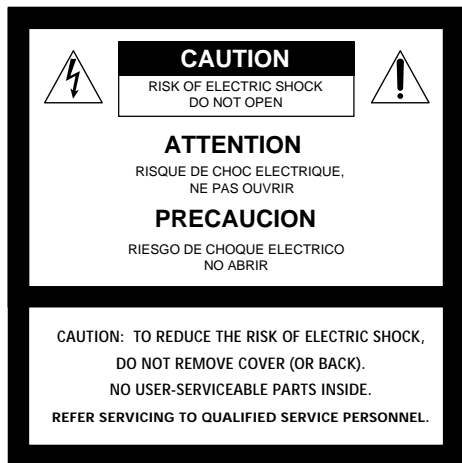 CAUTION
RISK OF ELECTRIC SHOCK
DO NOT OPEN
ATTENTION
RISQUE DE CHOC ELECTRIQUE,
NE PAS OUVRIR
PRECAUCION
RIESGO DE CHOQUE ELECTRICO
NO ABRIR
CAUTION: TO REDUCE THE RISK OF ELECTRIC SHOCK,
DO NOT REMOVE COVER (OR BACK).
NO USER-SERVICEABLE PARTS INSIDE.
REFER SERVICING TO QUALIFIED SERVICE PERSONNEL.